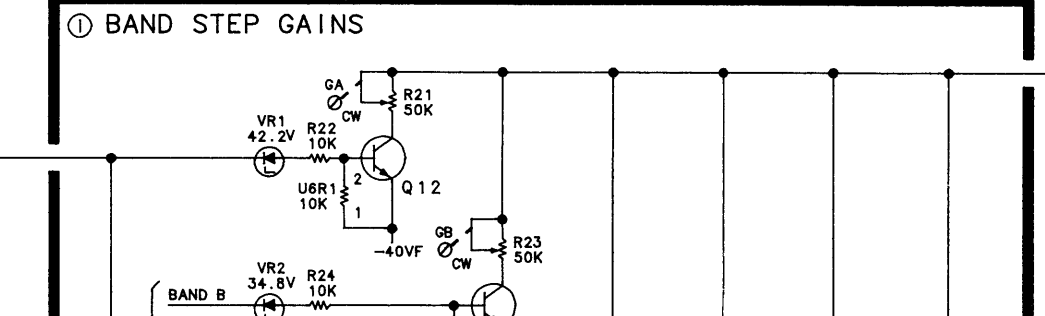 ① BAND STEP GAINS
GA
CW
R21
50K
VR1
42.2V
R22
10K
2
U6R1
10K
1
Q12
-40VF
GB
CW
R23
50K
VR2
34.8V
R24
10K
BAND B